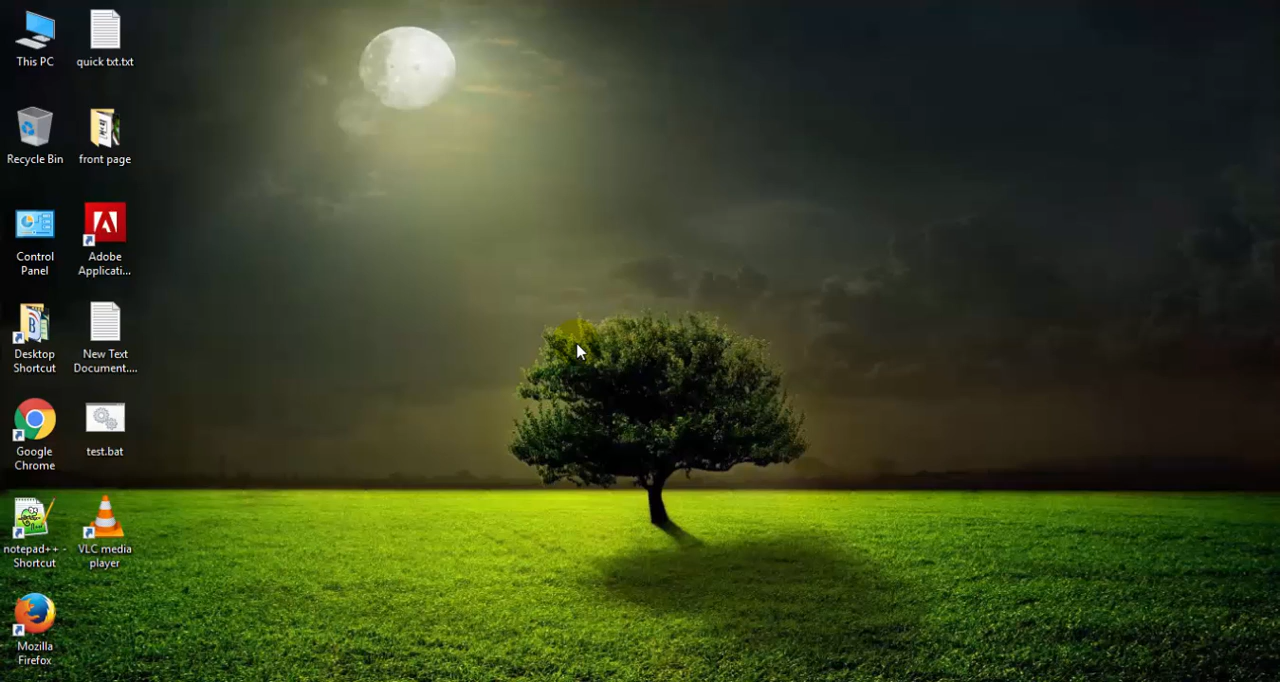 This PC
quick txt.txt
Recycle Bin
front page
Control
Panel
Adobe
Applicati...
Desktop
Shortcut
New Text
Document....
Google
Chrome
test.bat
notepad++ -
Shortcut
VLC media
player
Mozilla
Firefox